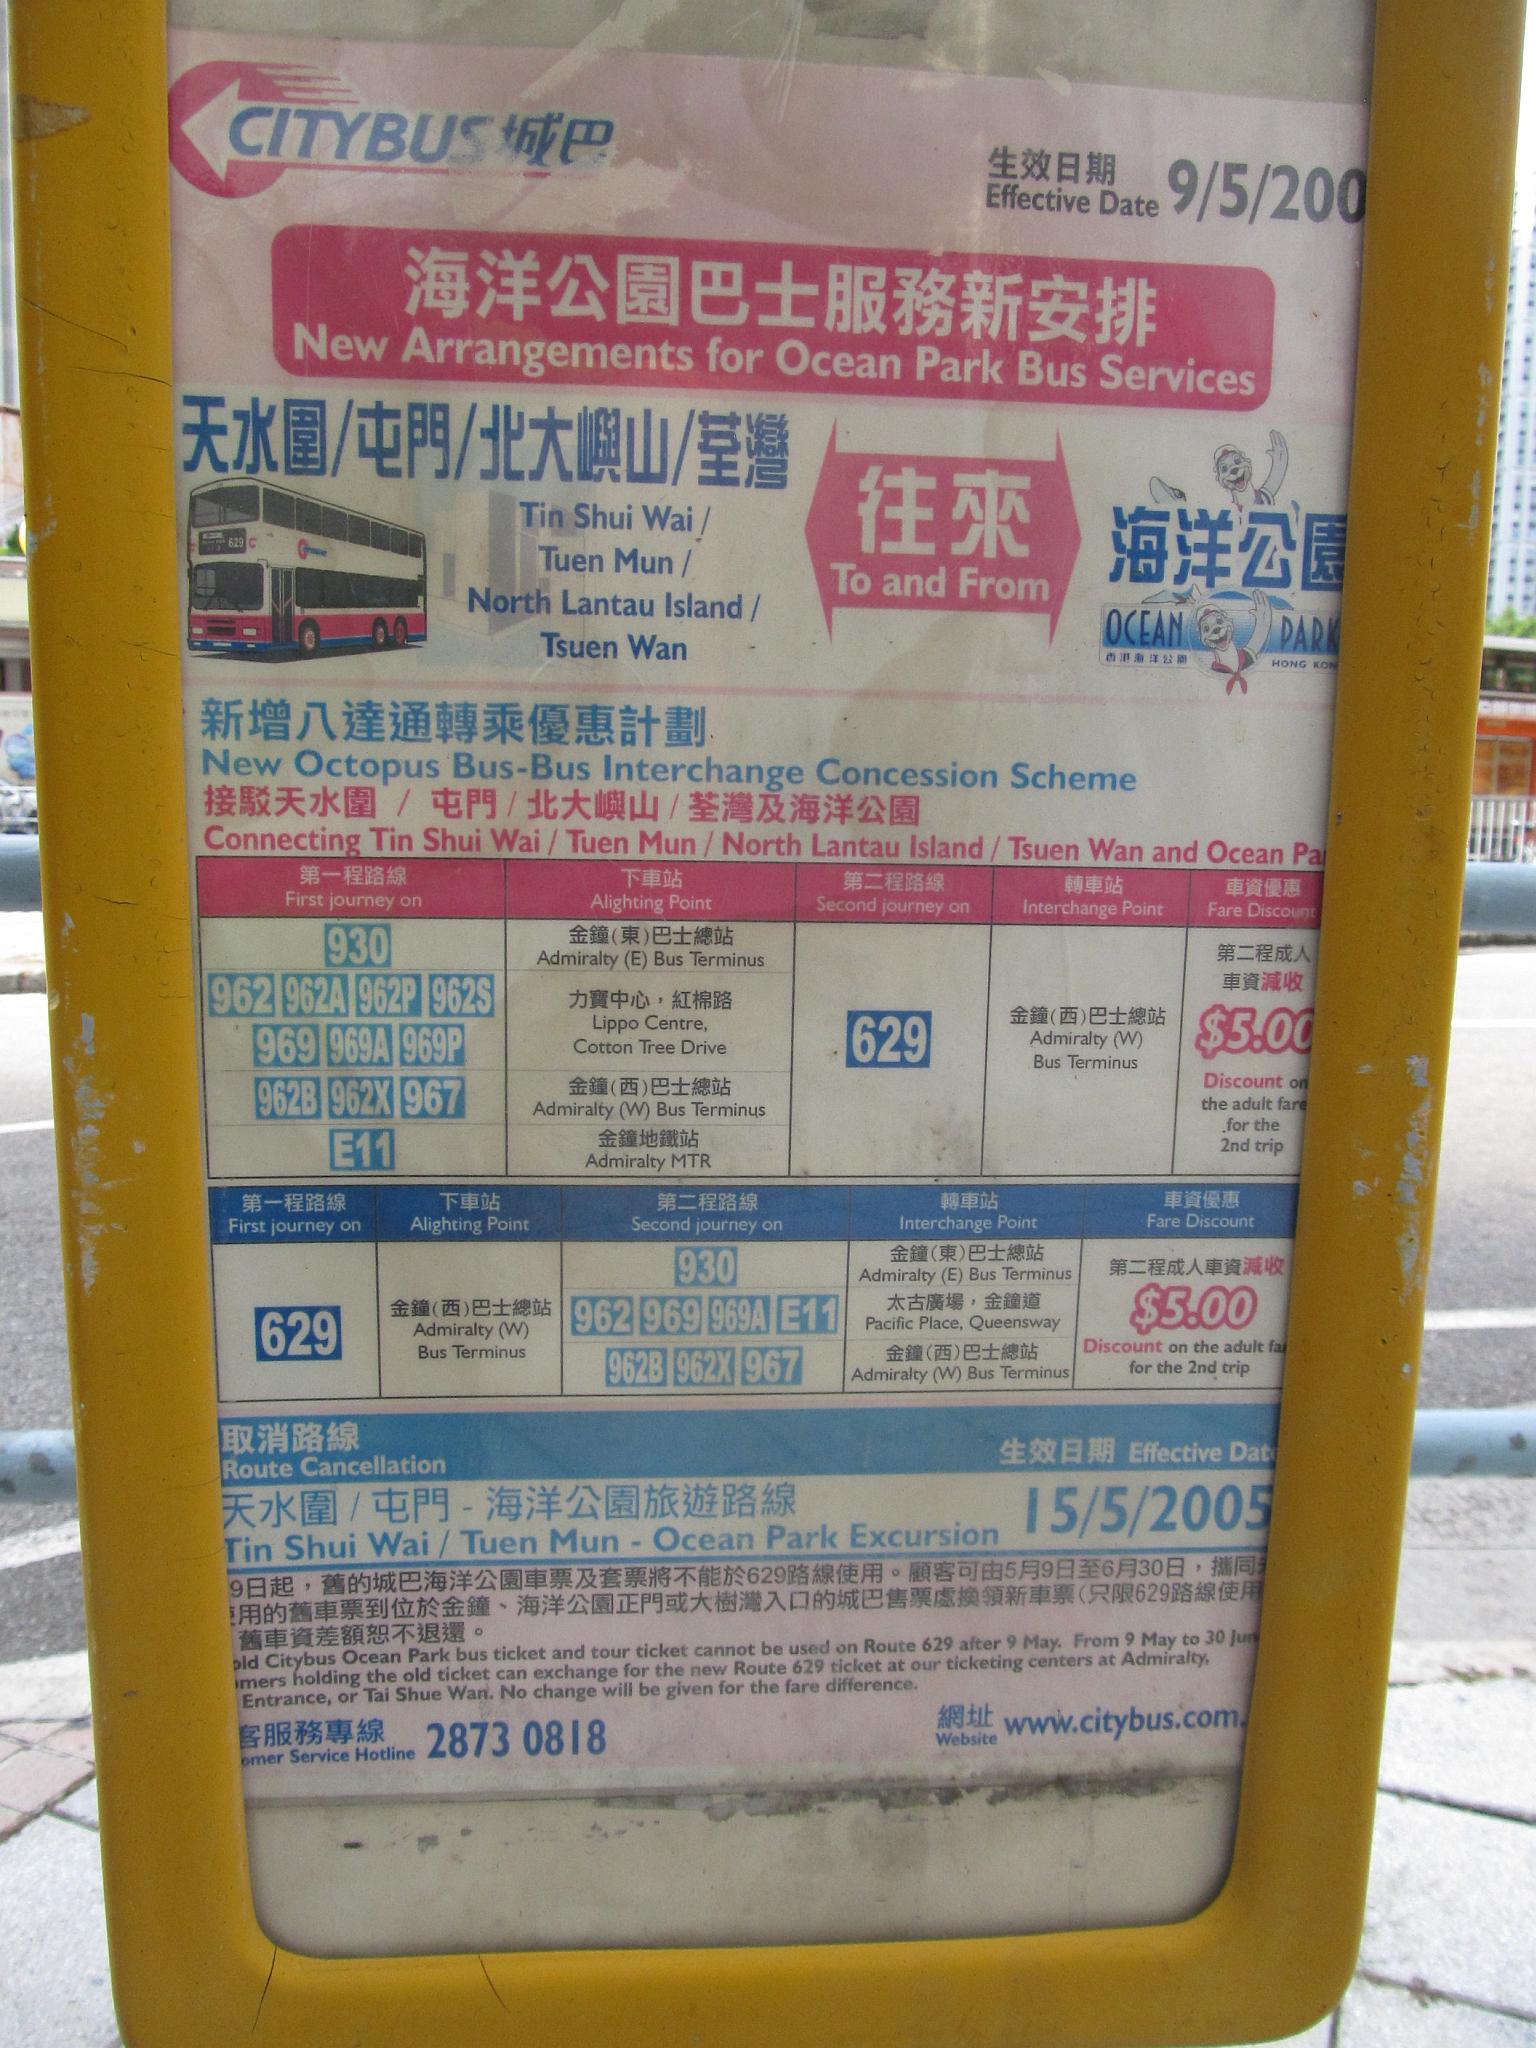 CITYBUS 城巴
生效日期
Effective Date 9/5/200
海洋公園巴士服務新安排
New Arrangements for Ocean Park Bus Services
天水圍/屯門/北大嶼山/荃灣
Tin Shui Wai /
Tuen Mun /
North Lantau Island /
Tsuen Wan
629
往來
To and From
海洋公園
OCEAN PARK
香港海洋公園 HONG KON
新增八達通轉乘優惠計劃
New Octopus Bus-Bus Interchange Concession Scheme
接駁天水圍 / 屯門 / 北大嶼山 / 荃灣及海洋公園
Connecting Tin Shui Wai / Tuen Mun / North Lantau Island / Tsuen Wan and Ocean Pa
第一程路線 下車站 第二程路線 轉車站 車資優惠
First journey on Alighting Point Second journey on Interchange Point Fare Discount
930
金鐘(東)巴士總站
Admiralty (E) Bus Terminus
962 962A 962P 962S
969 969A 969P
力寶中心，紅棉路
Lippo Centre,
Cotton Tree Drive
962B 962X 967
金鐘(西)巴士總站
Admiralty (W) Bus Terminus
E11
金鐘地鐵站
Admiralty MTR
629
金鐘(西)巴士總站
Admiralty (W)
Bus Terminus
第二程成人
車資減收
$5.00
Discount on
the adult fare
for the
2nd trip
第一程路線 下車站 第二程路線 轉車站 車資優惠
First journey on Alighting Point Second journey on Interchange Point Fare Discount
629
金鐘(西)巴士總站
Admiralty (W)
Bus Terminus
930
金鐘(東)巴士總站
Admiralty (E) Bus Terminus
962 969 969A E11
太古廣場，金鐘道
Pacific Place, Queensway
962B 962X 967
金鐘(西)巴士總站
Admiralty (W) Bus Terminus
第二程成人車資減收
$5.00
Discount on the adult fa
for the 2nd trip
取消路線
Route Cancellation
生效日期 Effective Date
天水圍 / 屯門 - 海洋公園旅遊路線
Tin Shui Wai / Tuen Mun - Ocean Park Excursion
15/5/2005
9日起，舊的城巴海洋公園車票及套票將不能於629路線使用。顧客可由5月9日至6月30日，攜同
用的舊車票到位於金鐘、海洋公園正門或大樹灣入口的城巴售票處換領新車票(只限629路線使用
舊車資差額恕不退還。
old Citybus Ocean Park bus ticket and tour ticket cannot be used on Route 629 after 9 May. From 9 May to 30 Jun
mers holding the old ticket can exchange for the new Route 629 ticket at our ticketing centers at Admiralty,
Entrance, or Tai Shue Wan. No change will be given for the fare difference.
客服務專線
omer Service Hotline 2873 0818
網址
Website www.citybus.com.